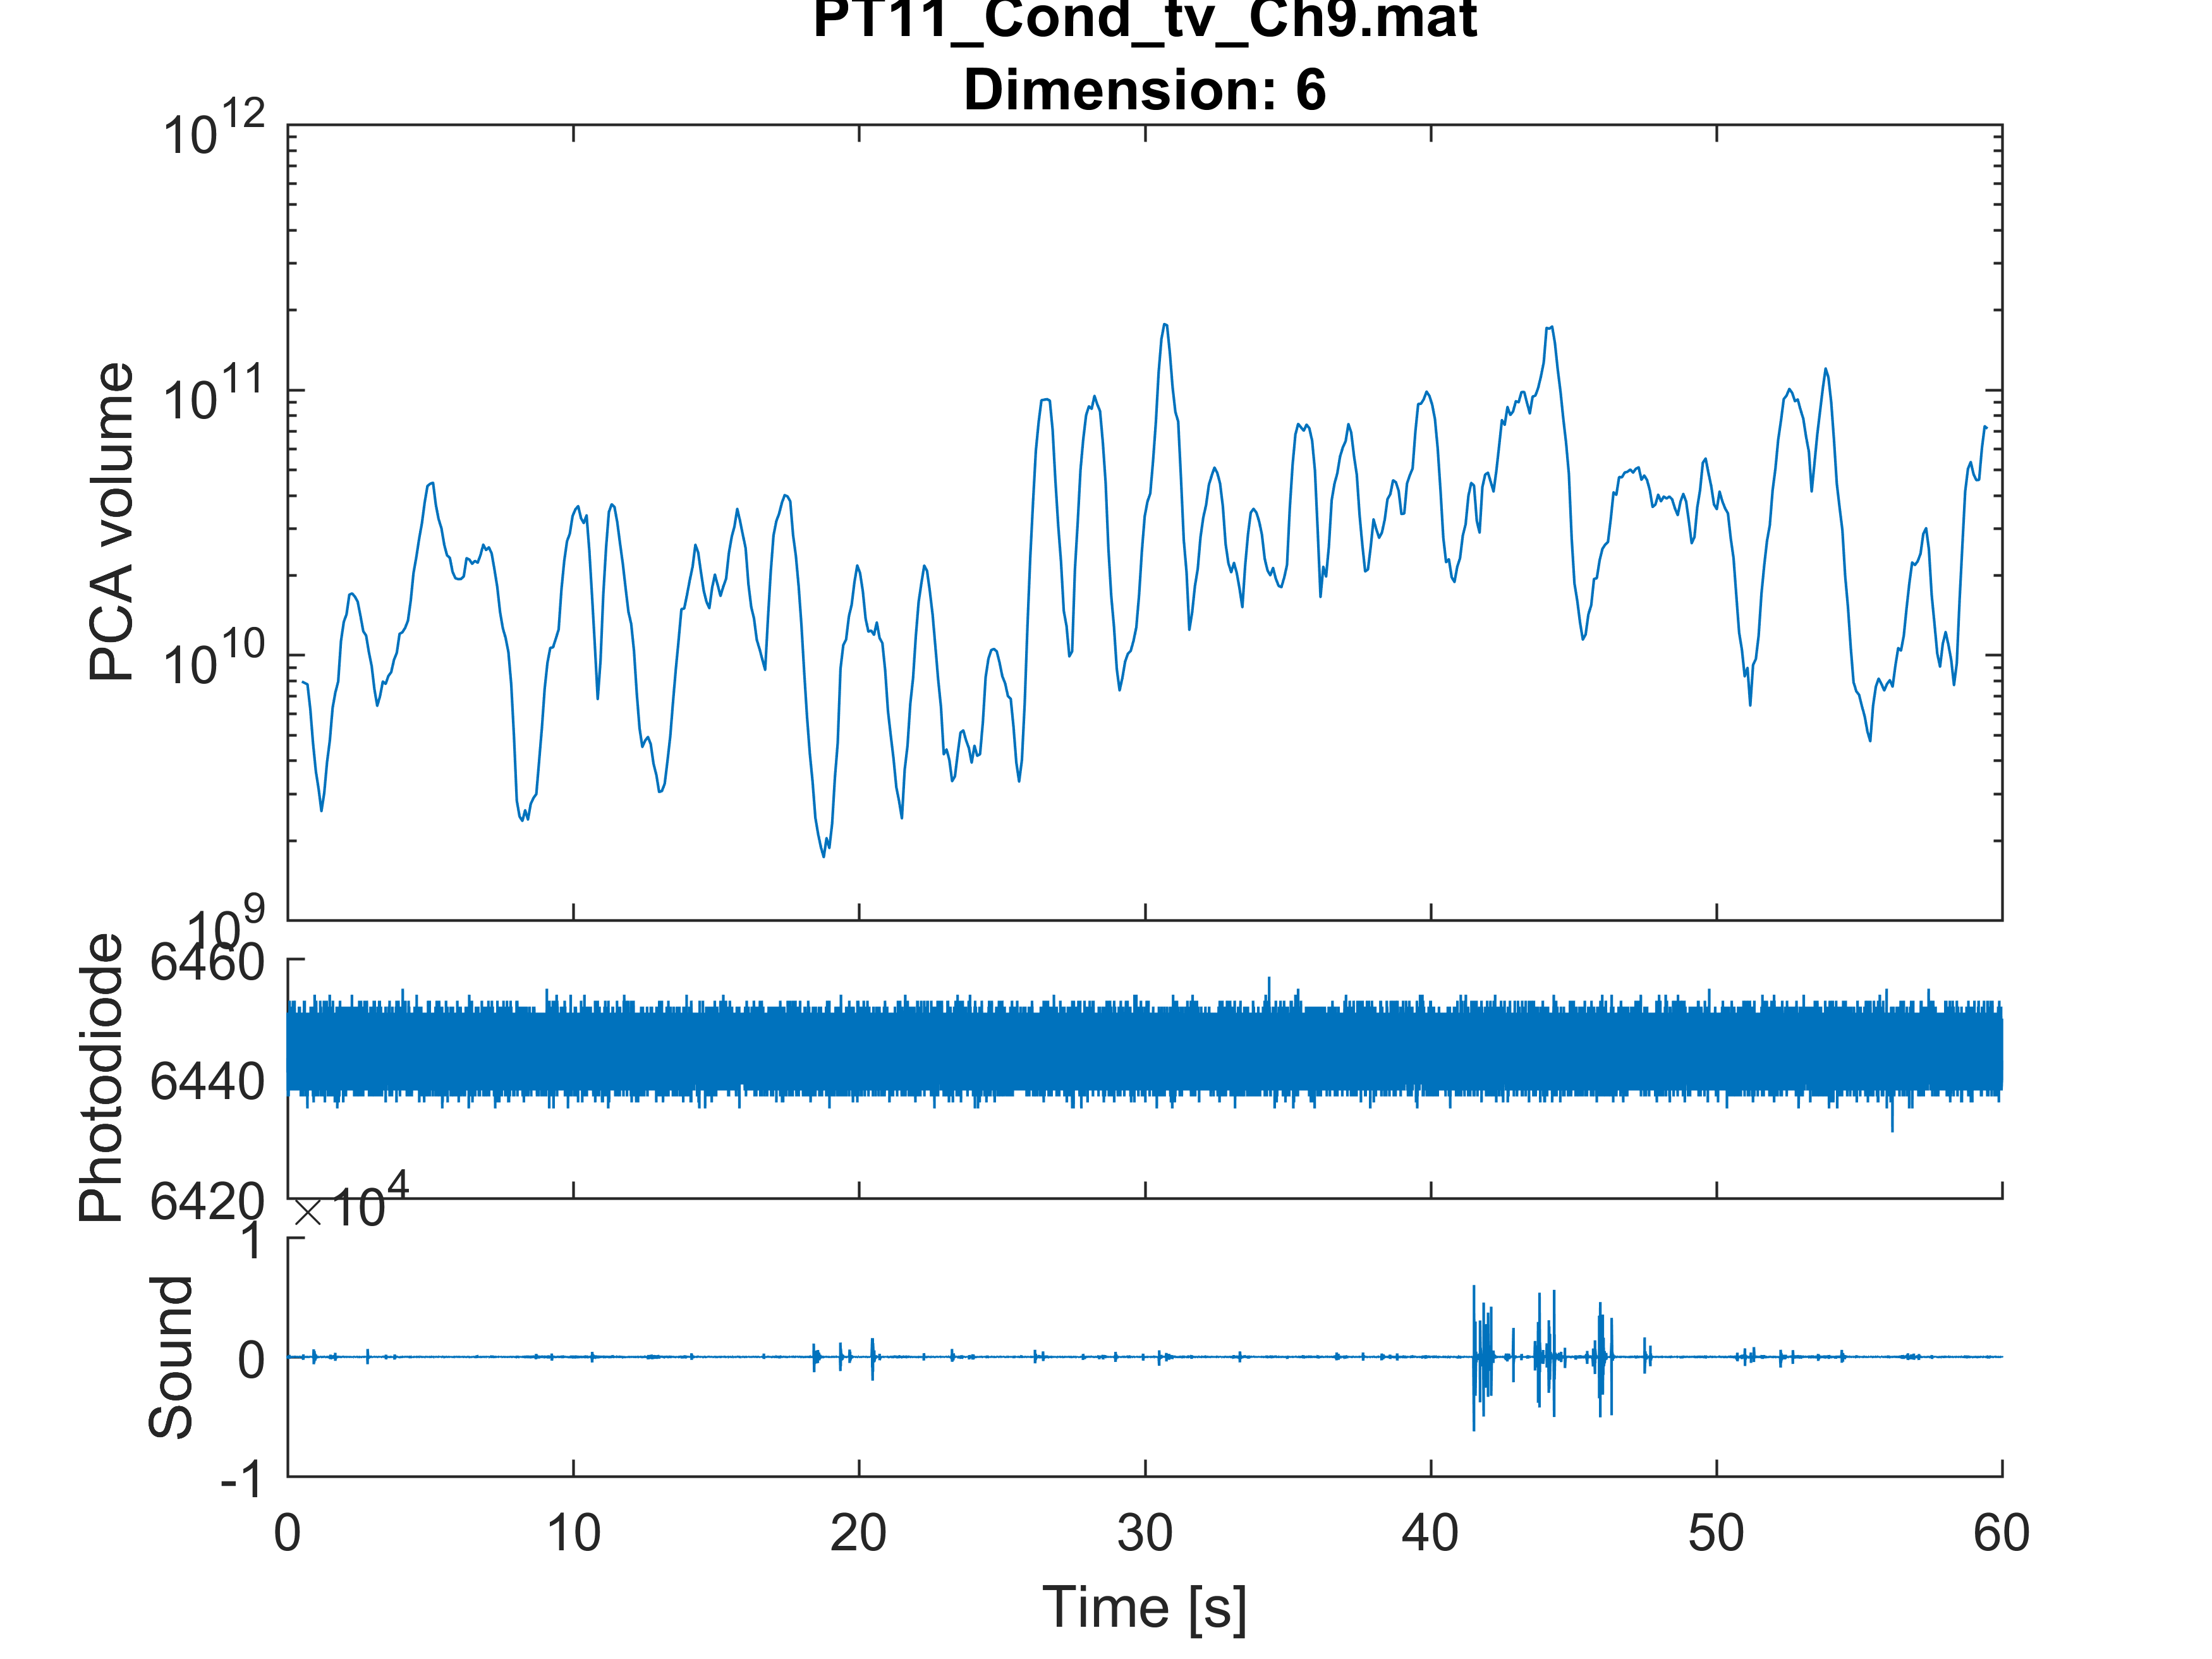 PT11_Cond_tv_Ch9.mat
Dimension: 6
10^12
10^11
10^10
10^9
PCA volume
6460
6440
6420
Photodiode
×10^4
1
0
-1
Sound
0 10 20 30 40 50 60
Time [s]